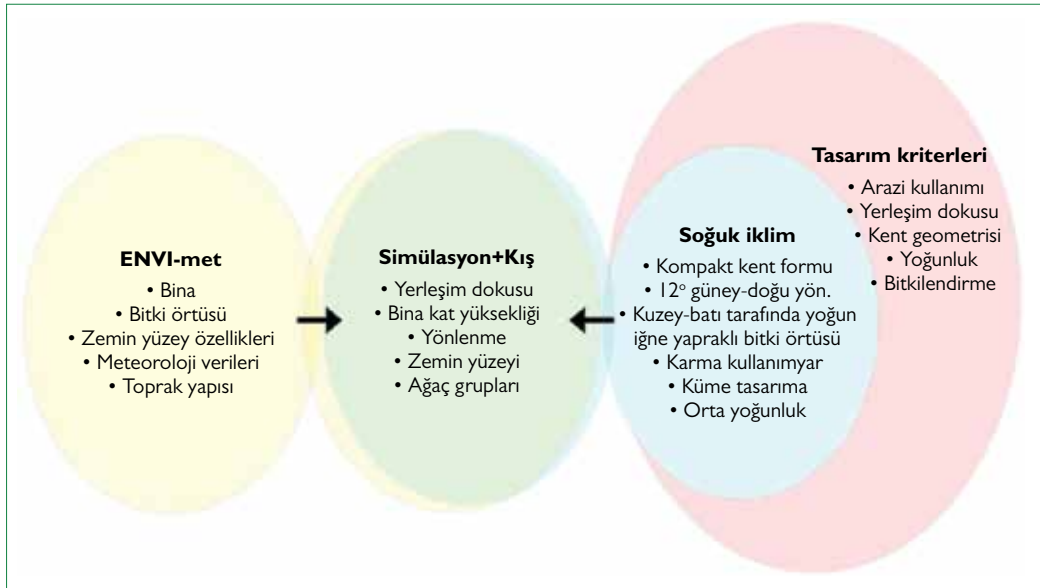 ENVI-met
• Bina
• Bitki örtüsü
• Zemin yüzey özellikleri
• Meteoroloji verileri
• Toprak yapısı
Simülasyon+Kış
• Yerleşim dokusu
• Bina kat yüksekliği
• Yönlenme
• Zemin yüzeyi
• Ağaç grupları
Soğuk iklim
• Kompakt kent formu
• 12° güney-doğu yön.
• Kuzey-batı tarafında yoğun
iğne yapraklı bitki örtüsü
• Karma kullanımyar
• Küme tasarıma
• Orta yoğunluk
Tasarım kriterleri
• Arazi kullanımı
• Yerleşim dokusu
• Kent geometrisi
• Yoğunluk
• Bitkilendirme